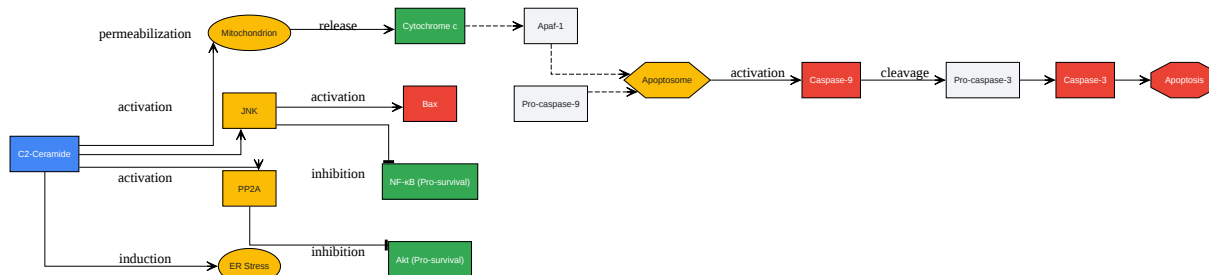 permeabilization
Mitochondrion
release
Cytochrome c
Apaf-1
activation
JNK
activation
Bax
Apoptosome
activation
Caspase-9
cleavage
Pro-caspase-3
Caspase-3
Apoptosis
Pro-caspase-9
C2-Ceramide
activation
PP2A
inhibition
NF-κB (Pro-survival)
inhibition
Akt (Pro-survival)
induction
ER Stress